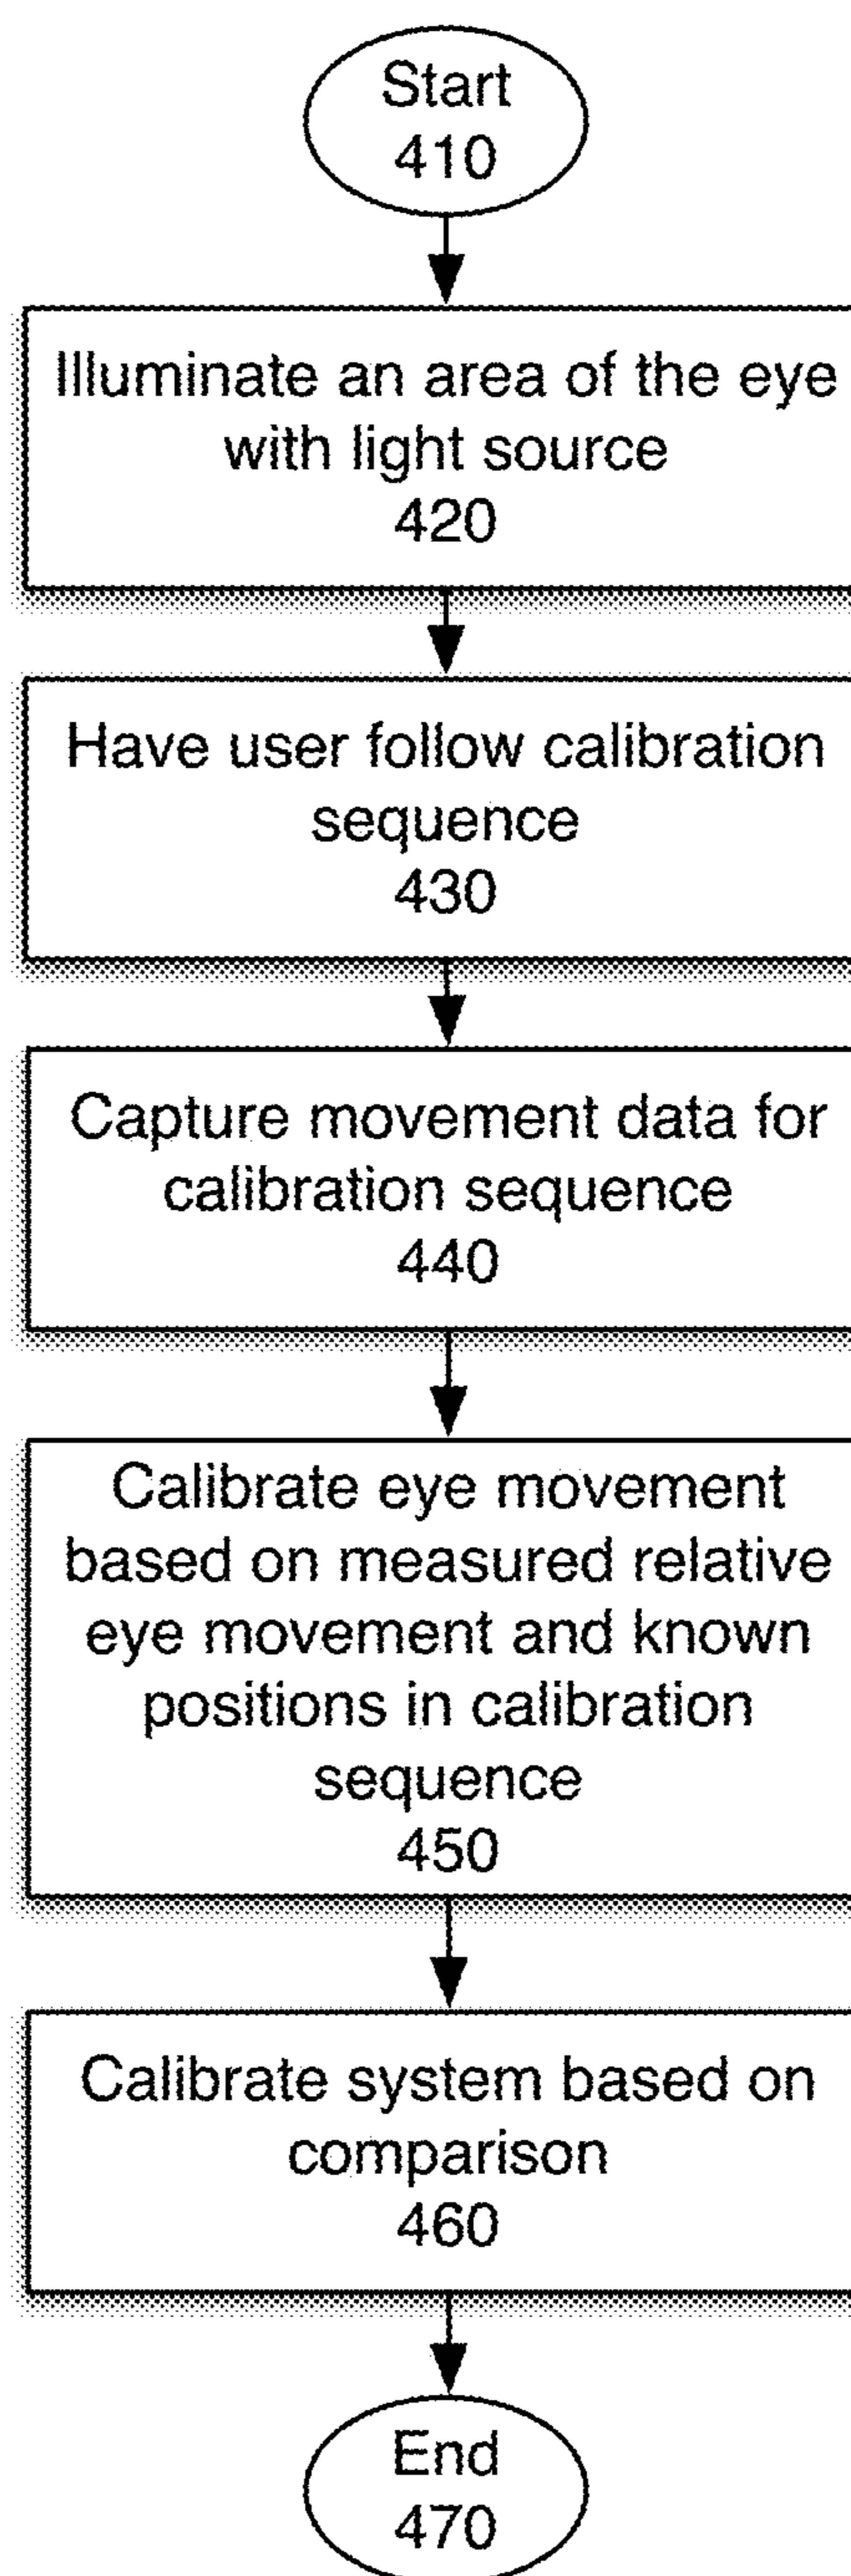 Start
410
Illuminate an area of the eye
with light source
420
Have user follow calibration
sequence
430
Capture movement data for
calibration sequence
440
Calibrate eye movement
based on measured relative
eye movement and known
positions in calibration
sequence
450
Calibrate system based on
comparison
460
End
470